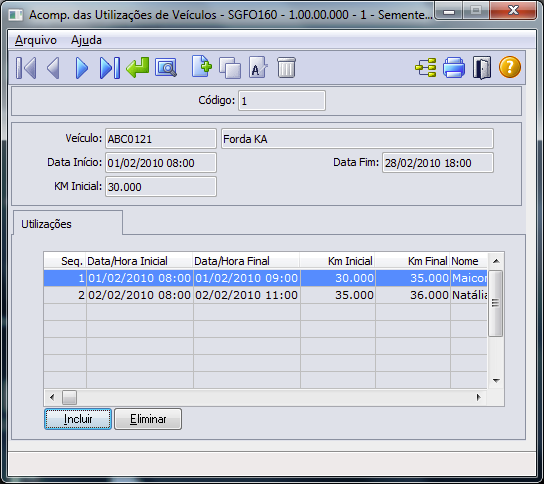 Acomp. das Utilizações de Veículos - SGFO160 - 1.00.00.000 - 1 - Semente...
Arquivo Ajuda
Código: 1
Veículo: ABC0121 Forda KA
Data Início: 01/02/2010 08:00 Data Fim: 28/02/2010 18:00
KM Inicial: 30.000
Utilizações
Seq. Data/Hora Inicial Data/Hora Final Km Inicial Km Final Nome
1 01/02/2010 08:00 01/02/2010 09:00 30.000 35.000 Maicon
2 02/02/2010 08:00 02/02/2010 11:00 35.000 36.000 Natália
Incluir Eliminar